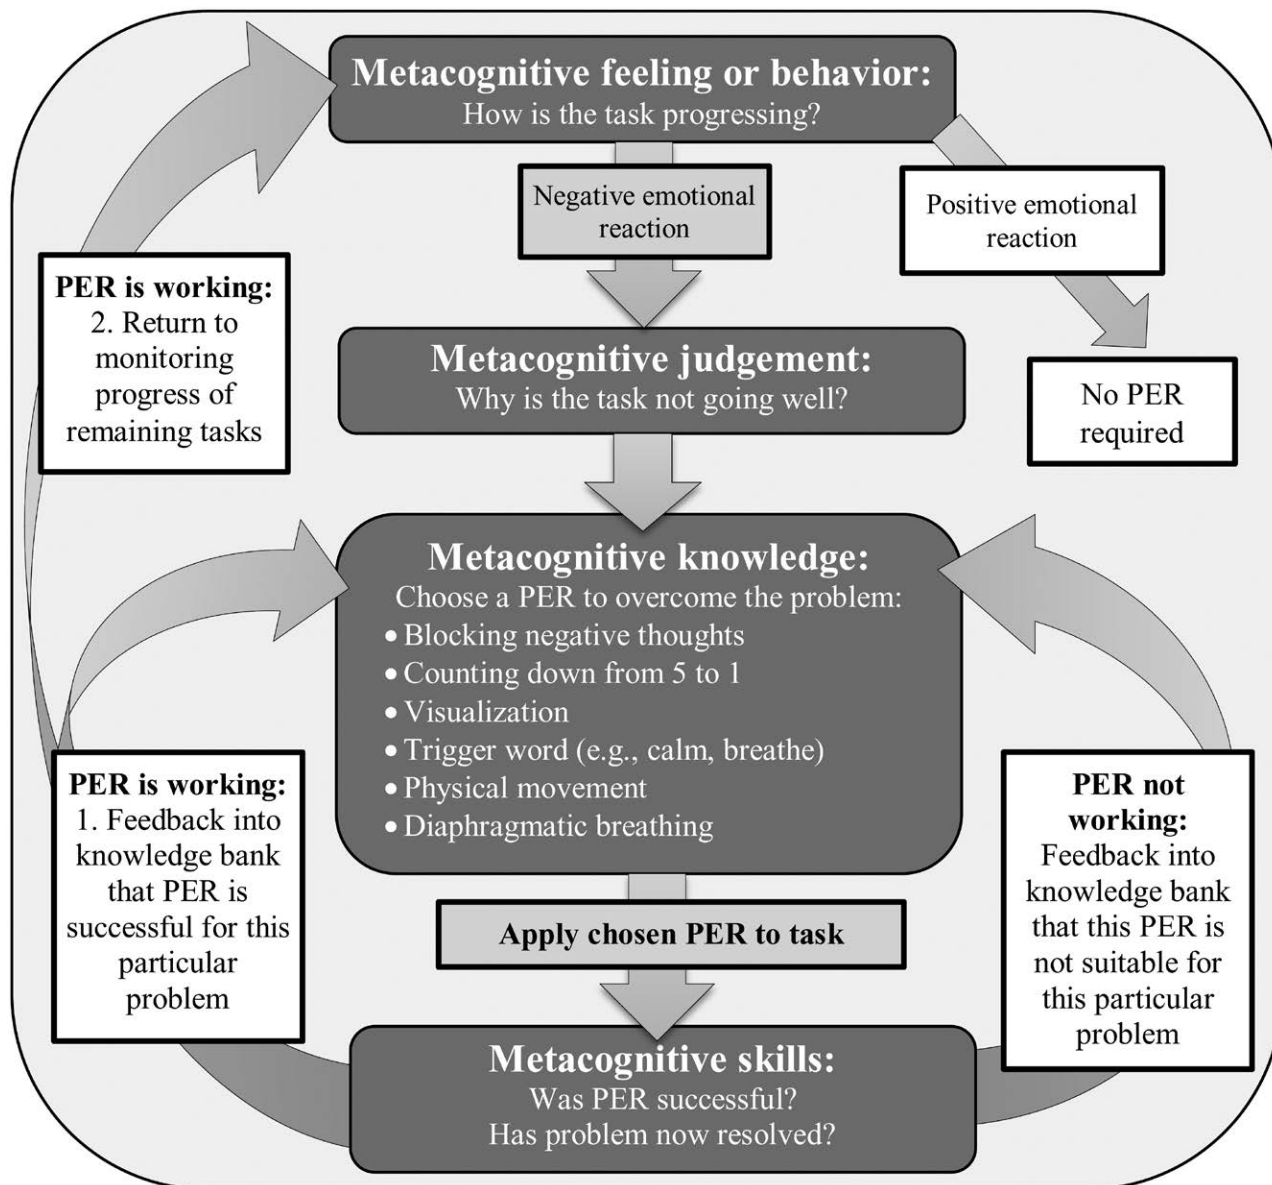 Metacognitive feeling or behavior:
How is the task progressing?
Negative emotional
reaction
Positive emotional
reaction
PER is working:
2. Return to
monitoring
progress of
remaining tasks
Metacognitive judgement:
Why is the task not going well?
No PER
required
Metacognitive knowledge:
Choose a PER to overcome the problem:
• Blocking negative thoughts
• Counting down from 5 to 1
• Visualization
• Trigger word (e.g., calm, breathe)
• Physical movement
• Diaphragmatic breathing
PER is working:
1. Feedback into
knowledge bank
that PER is
successful for this
particular
problem
PER not
working:
Feedback into
knowledge bank
that this PER is
not suitable for
this particular
problem
Apply chosen PER to task
Metacognitive skills:
Was PER successful?
Has problem now resolved?